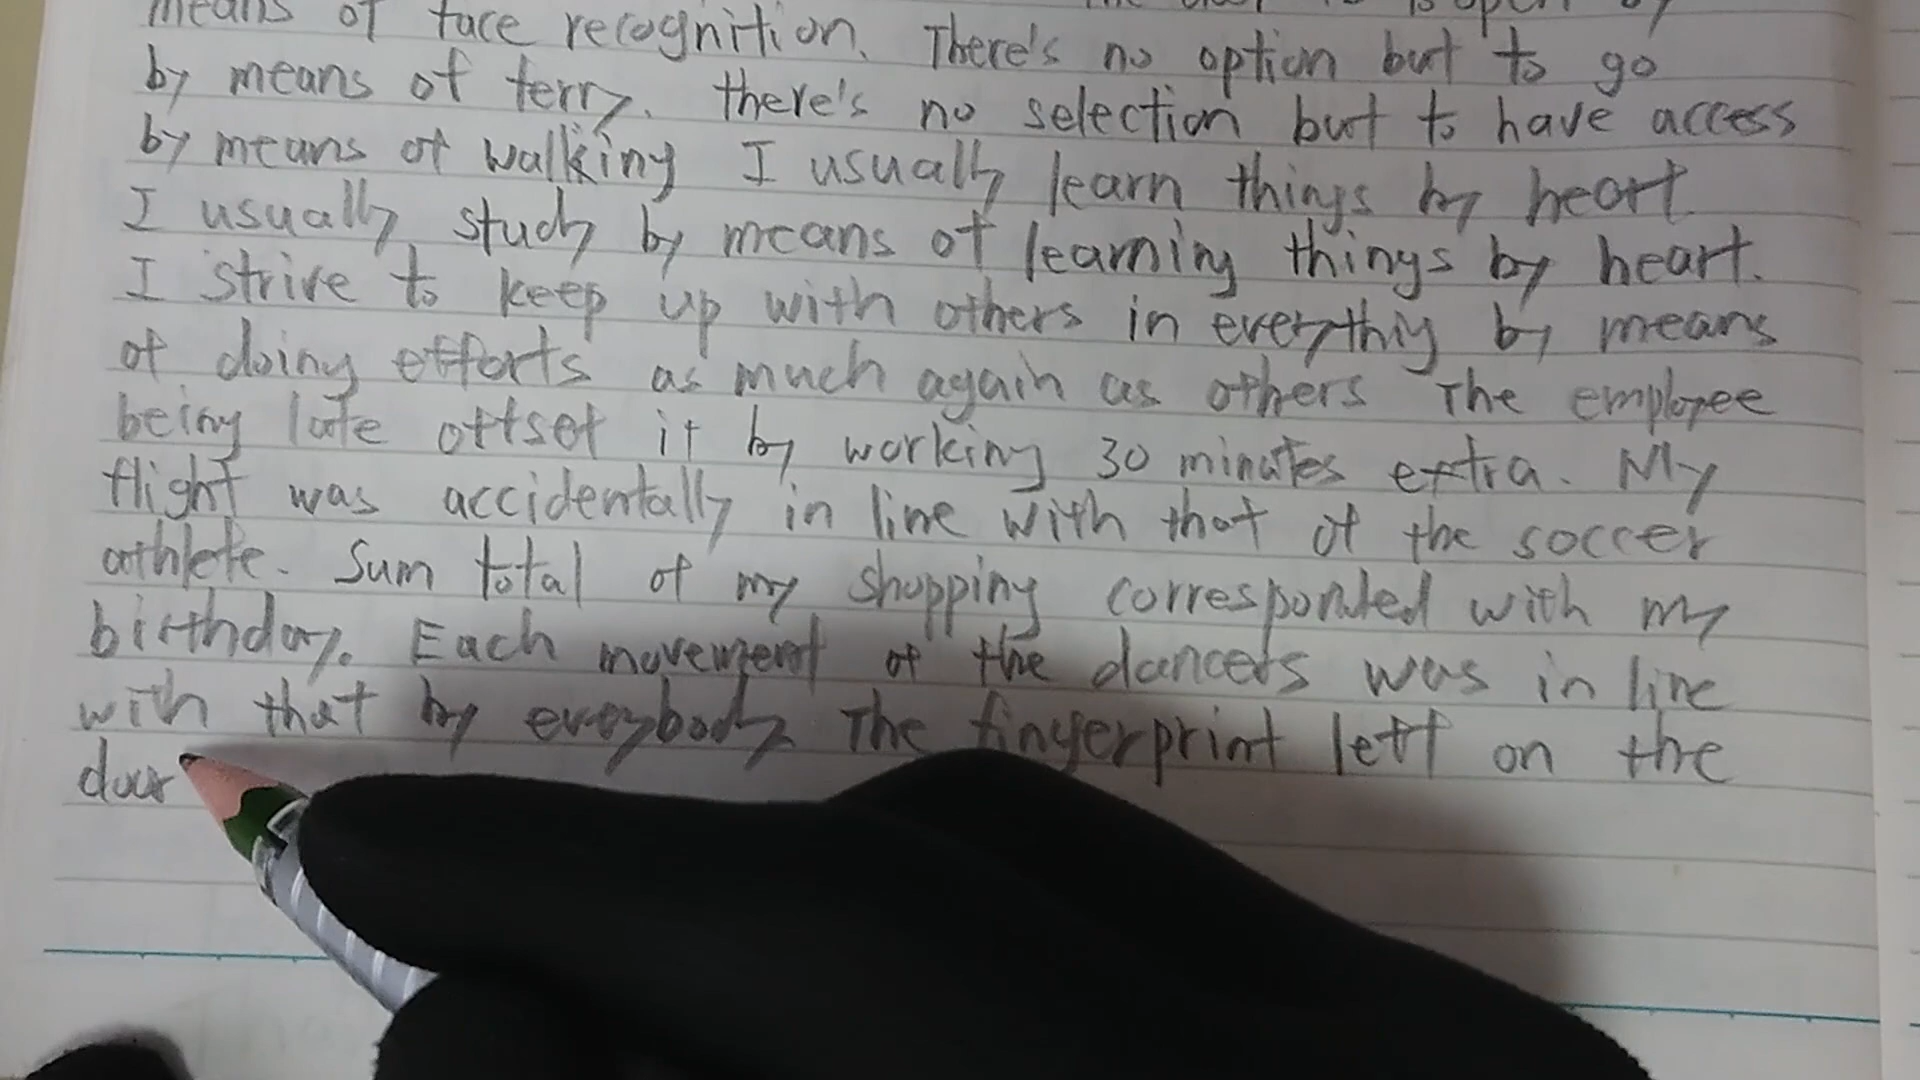 means of face recognition. There's no option but to go
by means of ferry. there's no selection but to have access
by means of walking I usually learn things by heart
I usually study by means of learning things by heart.
I strive to keep up with others in everythiy by means
of doing efforts as much again as others The employee
being late offset it by working 30 minutes extra. My
flight was accidentally in line with that of the soccer
athlete. Sum total of my shopping corresponded with my
birthday. Each movement of the dancers was in line
with that by everybody The fingerprint left on the
door